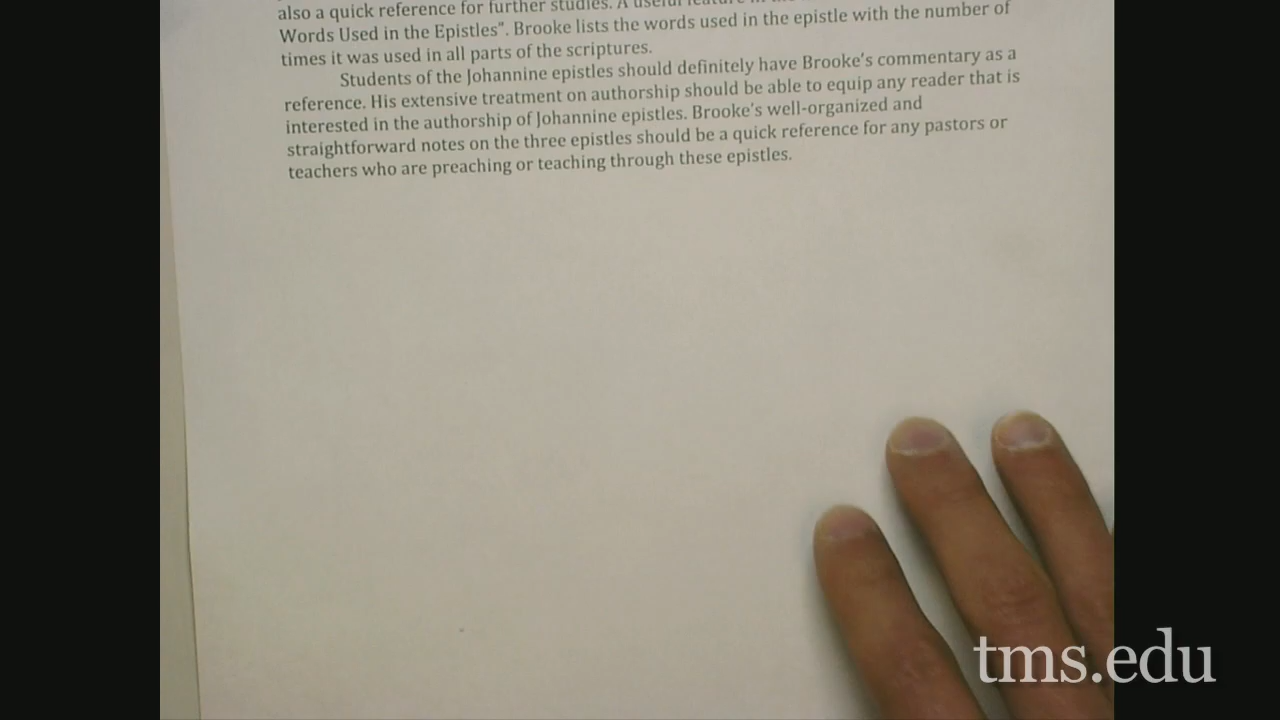 also a quick reference for further studies. A useful feature in the
Words Used in the Epistles". Brooke lists the words used in the epistle with the number of
times it was used in all parts of the scriptures.
Students of the Johannine epistles should definitely have Brooke's commentary as a
reference. His extensive treatment on authorship should be able to equip any reader that is
interested in the authorship of Johannine epistles. Brooke's well-organized and
straightforward notes on the three epistles should be a quick reference for any pastors or
teachers who are preaching or teaching through these epistles.
tms.edu